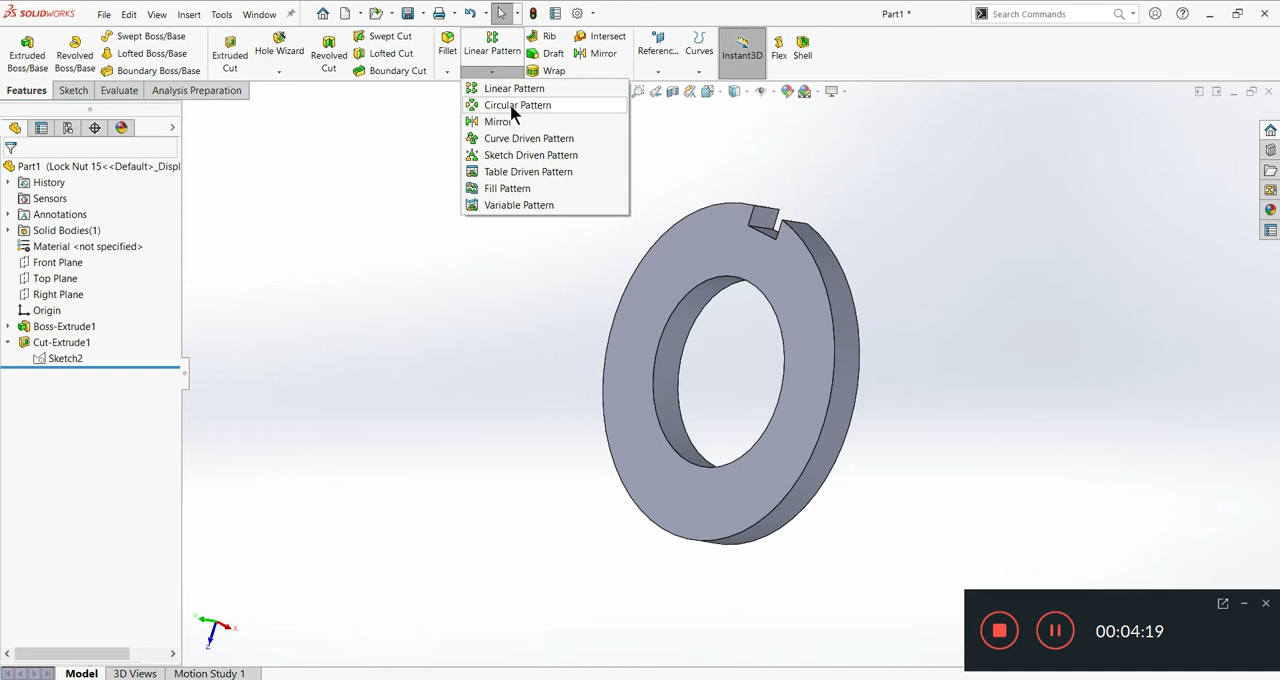 SOLIDWORKS
File
Edit
View
Insert
Tools
Window
Part1 *
Search Commands
Extruded Boss/Base
Revolved Boss/Base
Swept Boss/Base
Lofted Boss/Base
Boundary Boss/Base
Extruded Cut
Hole Wizard
Revolved Cut
Swept Cut
Lofted Cut
Boundary Cut
Fillet
Linear Pattern
Rib
Draft
Wrap
Intersect
Mirror
Referenc...
Curves
Instant3D
Flex
Shell
Features
Sketch
Evaluate
Analysis Preparation
Linear Pattern
Circular Pattern
Mirror
Curve Driven Pattern
Sketch Driven Pattern
Table Driven Pattern
Fill Pattern
Variable Pattern
Part1 (Lock Nut 15<<Default>_Displ
History
Sensors
Annotations
Solid Bodies(1)
Material <not specified>
Front Plane
Top Plane
Right Plane
Origin
Boss-Extrude1
Cut-Extrude1
Sketch2
X
Model
3D Views
Motion Study 1
00:04:19